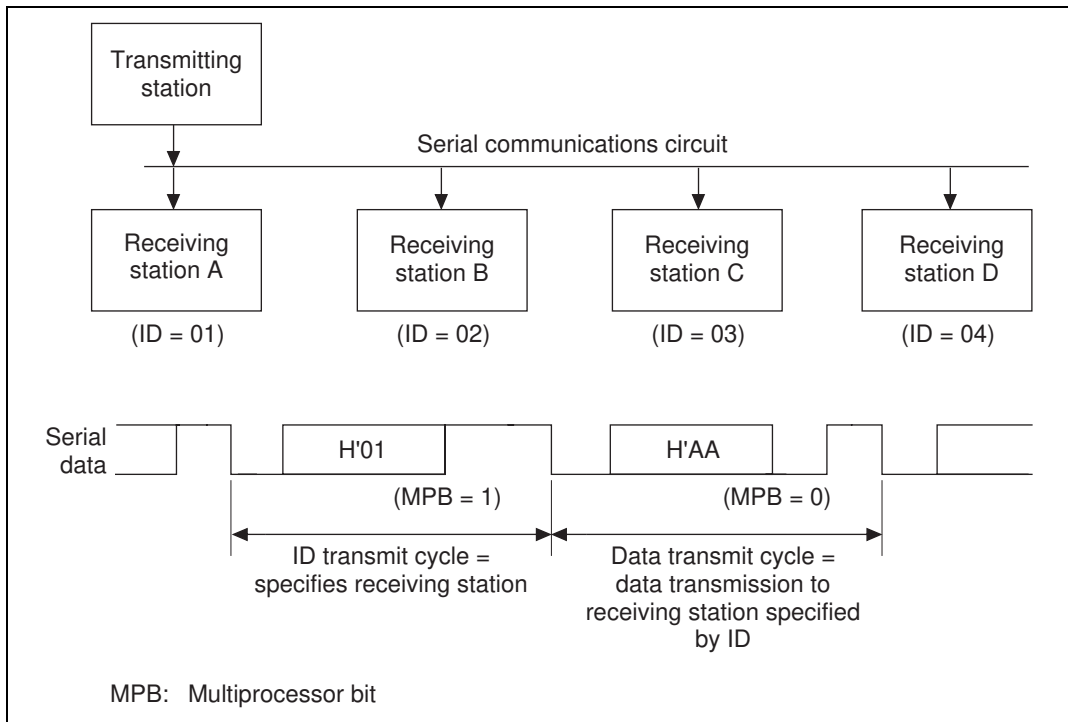 Transmitting
station
Serial communications circuit
Receiving
station A
Receiving
station B
Receiving
station C
Receiving
station D
(ID = 01)
(ID = 02)
(ID = 03)
(ID = 04)
Serial
data
H'01
H'AA
(MPB = 1)
(MPB = 0)
ID transmit cycle =
specifies receiving station
Data transmit cycle =
data transmission to
receiving station specified
by ID
MPB: Multiprocessor bit